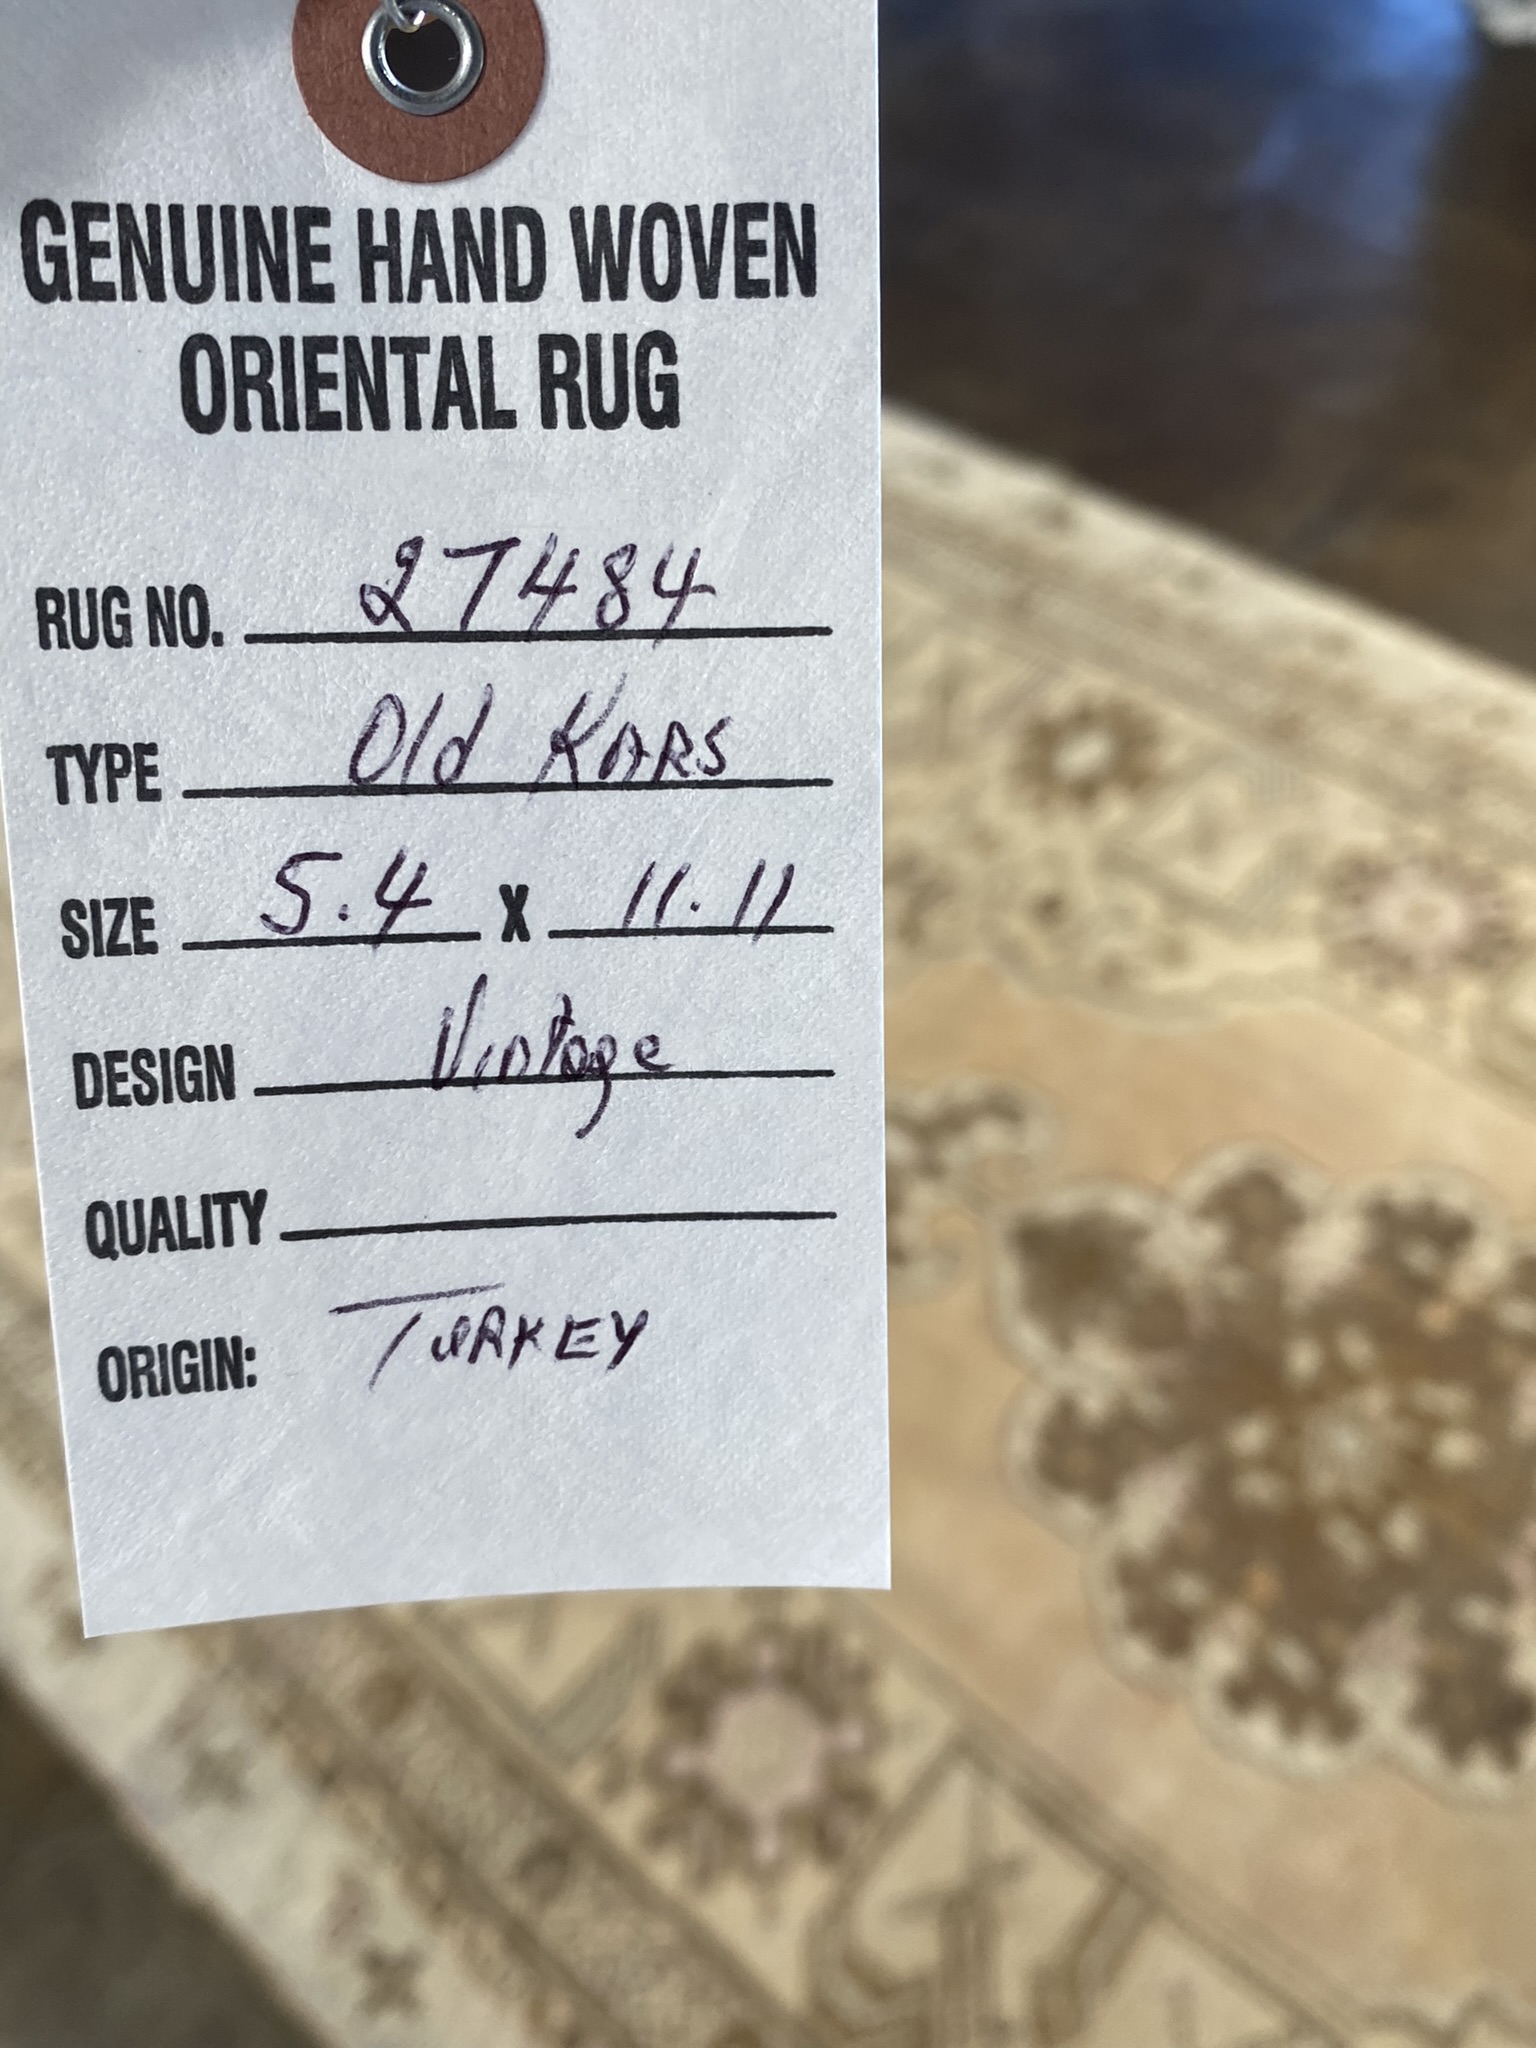 GENUINE HAND WOVEN
ORIENTAL RUG
RUG NO. 27484
TYPE Old KARS
SIZE 5.4 X 11.11
DESIGN Vintage
QUALITY
ORIGIN: TURKEY